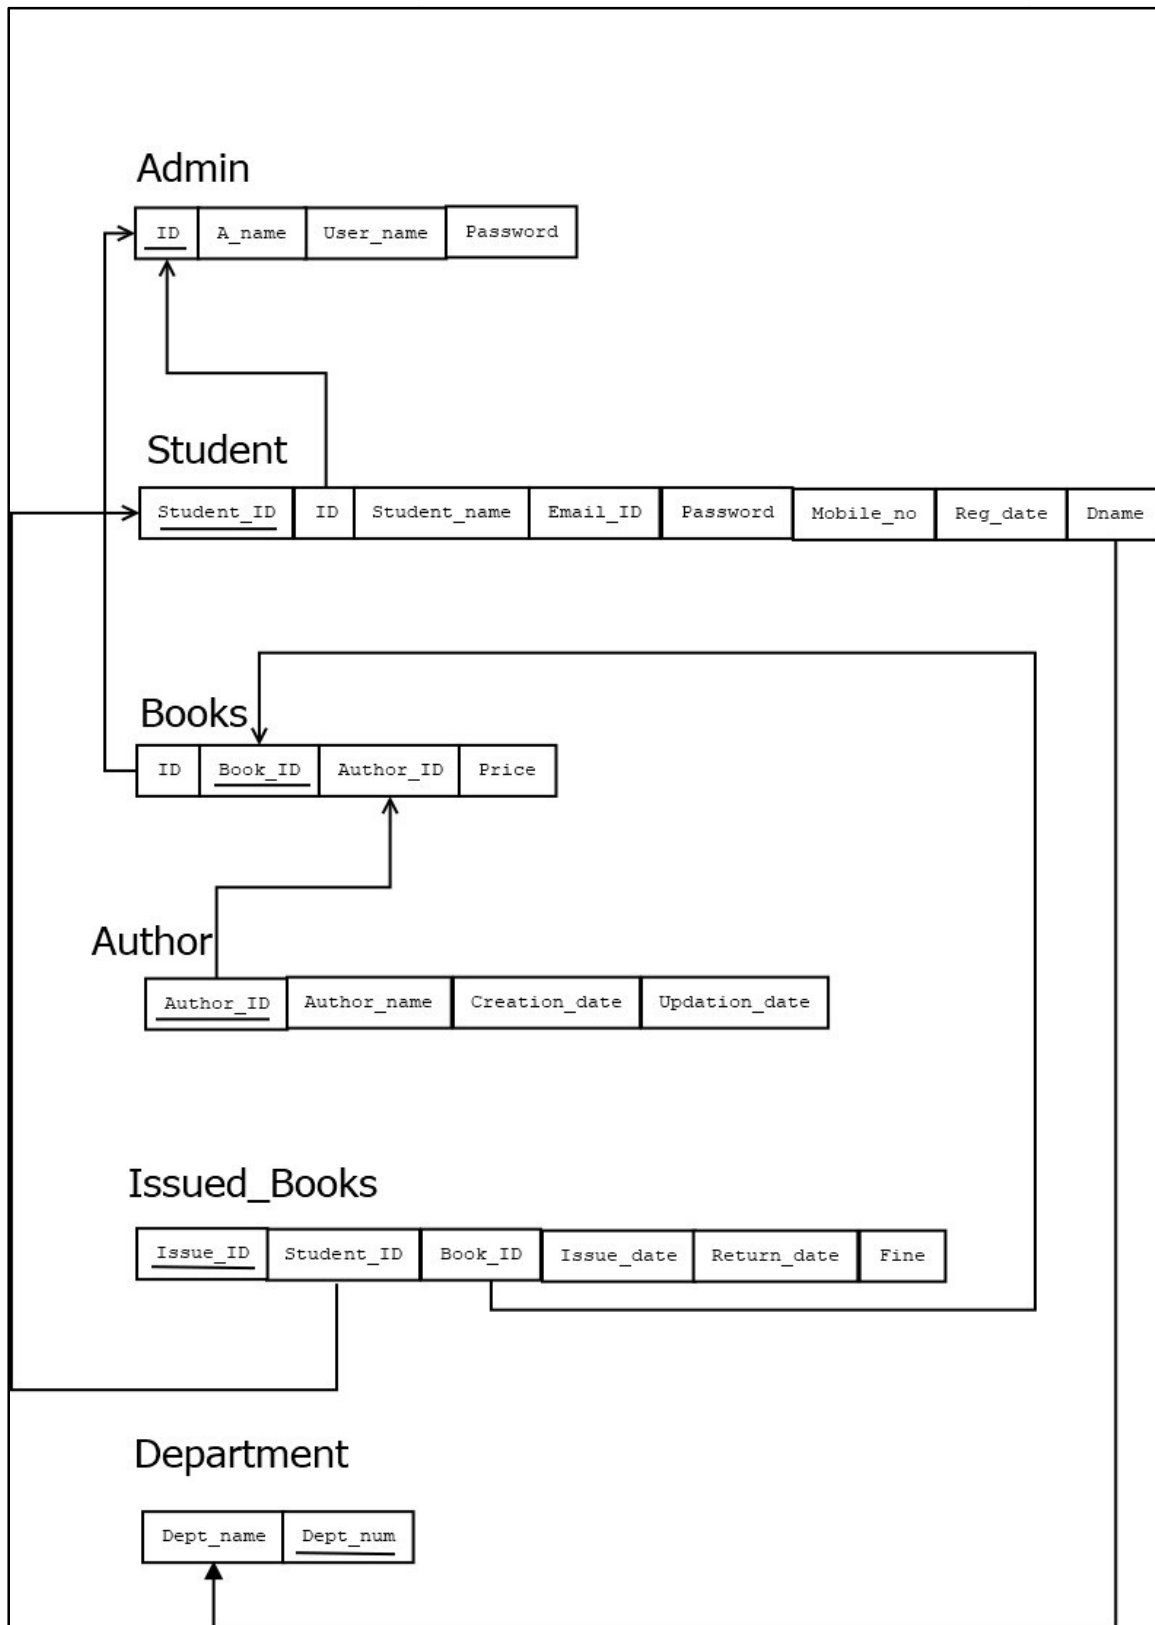 Admin
ID A_name User_name Password
Student
Student_ID ID Student_name Email_ID Password Mobile_no Reg_date Dname
Books
ID Book_ID Author_ID Price
Author
Author_ID Author_name Creation_date Updation_date
Issued_Books
Issue_ID Student_ID Book_ID Issue_date Return_date Fine
Department
Dept_name Dept_num